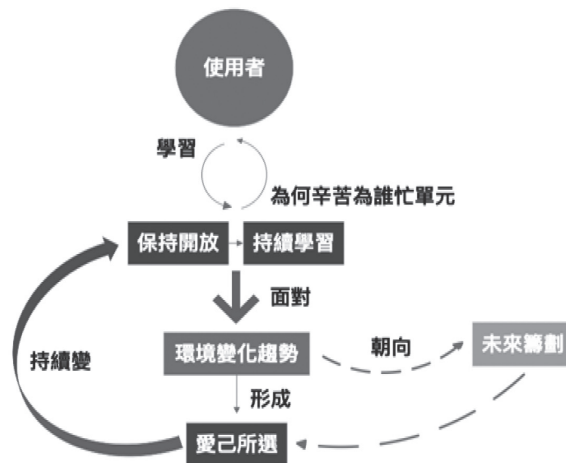 使用者
學習
為何辛苦為誰忙單元
保持開放
持續學習
面對
環境變化趨勢
朝向
未來籌劃
持續變
形成
愛己所選